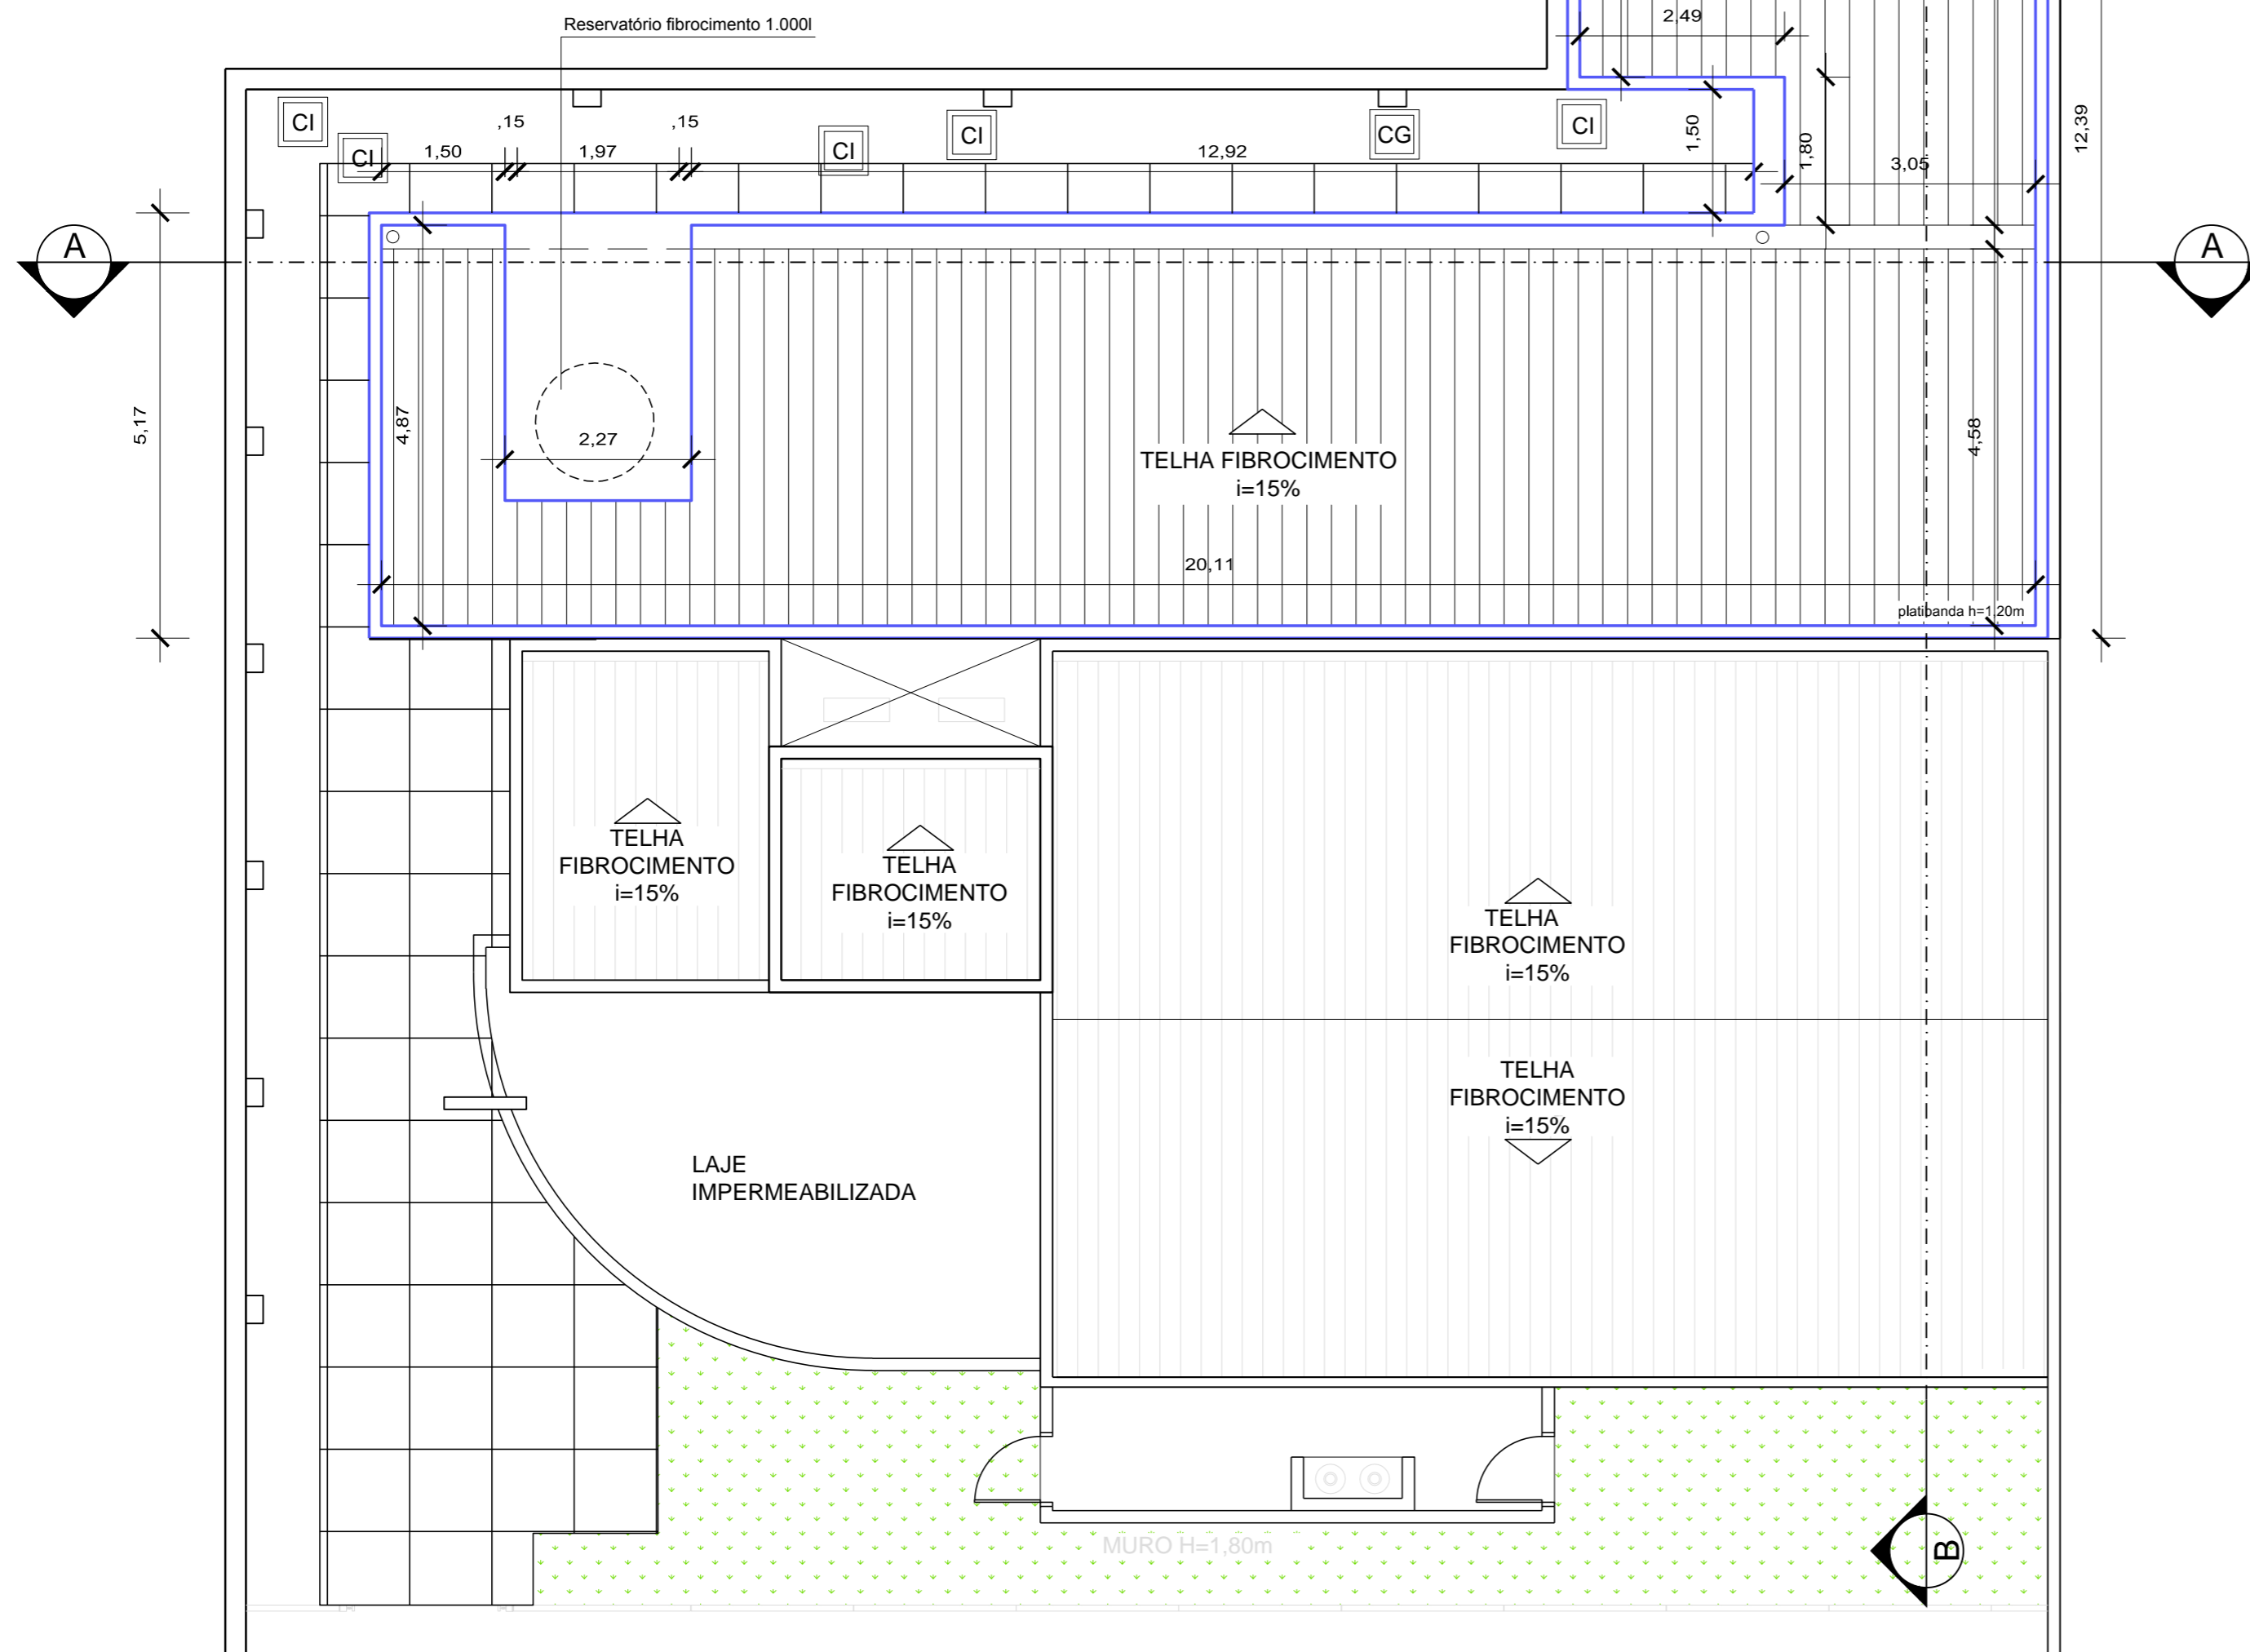 Reservatório fibrocimento 1.000l
2,49
CI
CI
CI
CI
CG
CI
,15
,15
1,50
1,97
12,92
1,50
1,80
3,05
12,39
A
A
5,17
4,87
2,27
4,58
TELHA FIBROCIMENTO
i=15%
20,11
platibanda h=1,20m
TELHA
FIBROCIMENTO
i=15%
TELHA
FIBROCIMENTO
i=15%
TELHA
FIBROCIMENTO
i=15%
TELHA
FIBROCIMENTO
i=15%
LAJE
IMPERMEABILIZADA
MURO H=1,80m
B